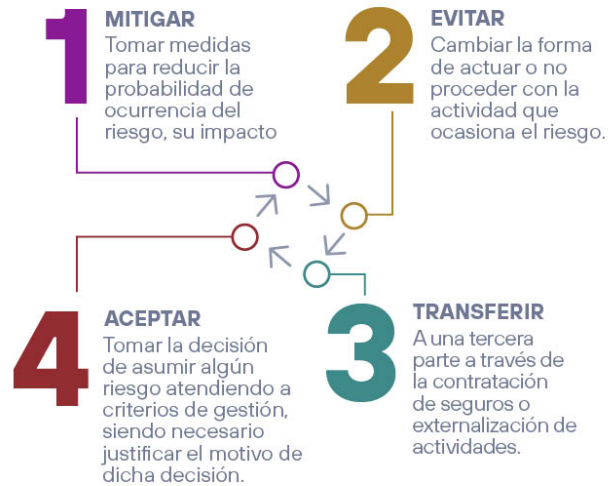 1
MITIGAR
Tomar medidas
para reducir la
probabilidad de
ocurrencia del
riesgo, su impacto
2
EVITAR
Cambiar la forma
de actuar o no
proceder con la
actividad que
ocasiona el riesgo.
3
TRANSFERIR
A una tercera
parte a través de
la contratación
de seguros o
externalización de
actividades.
4
ACEPTAR
Tomar la decisión
de asumir algún
riesgo atendiendo a
criterios de gestión,
siendo necesario
justificar el motivo de
dicha decisión.